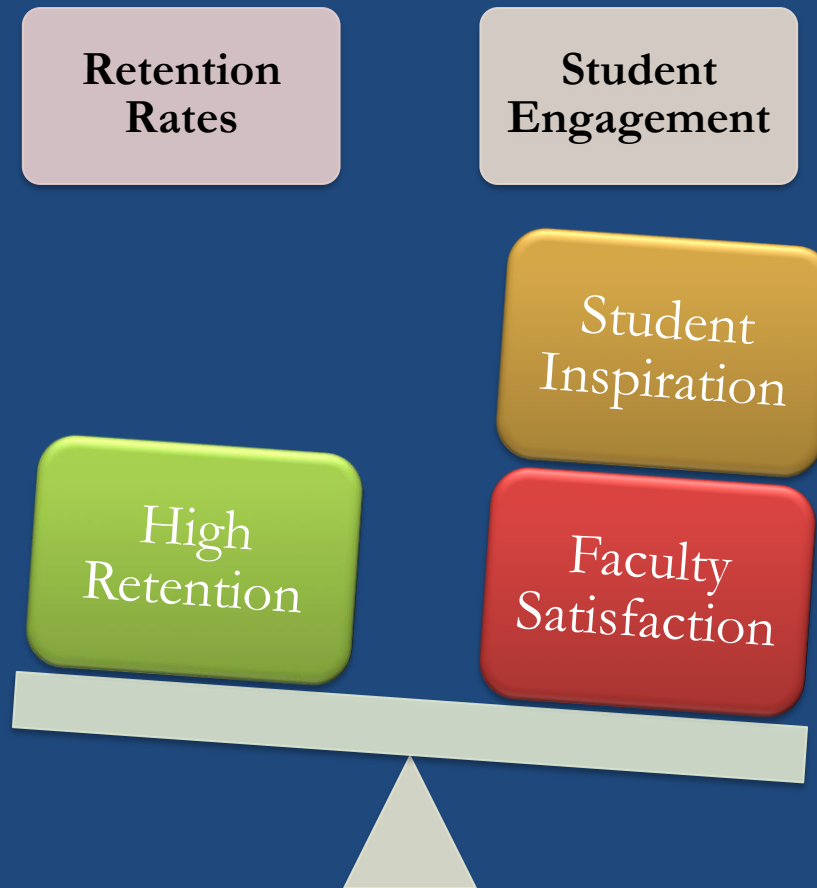 Retention
Rates
Student
Engagement
Student
Inspiration
High
Retention
Faculty
Satisfaction